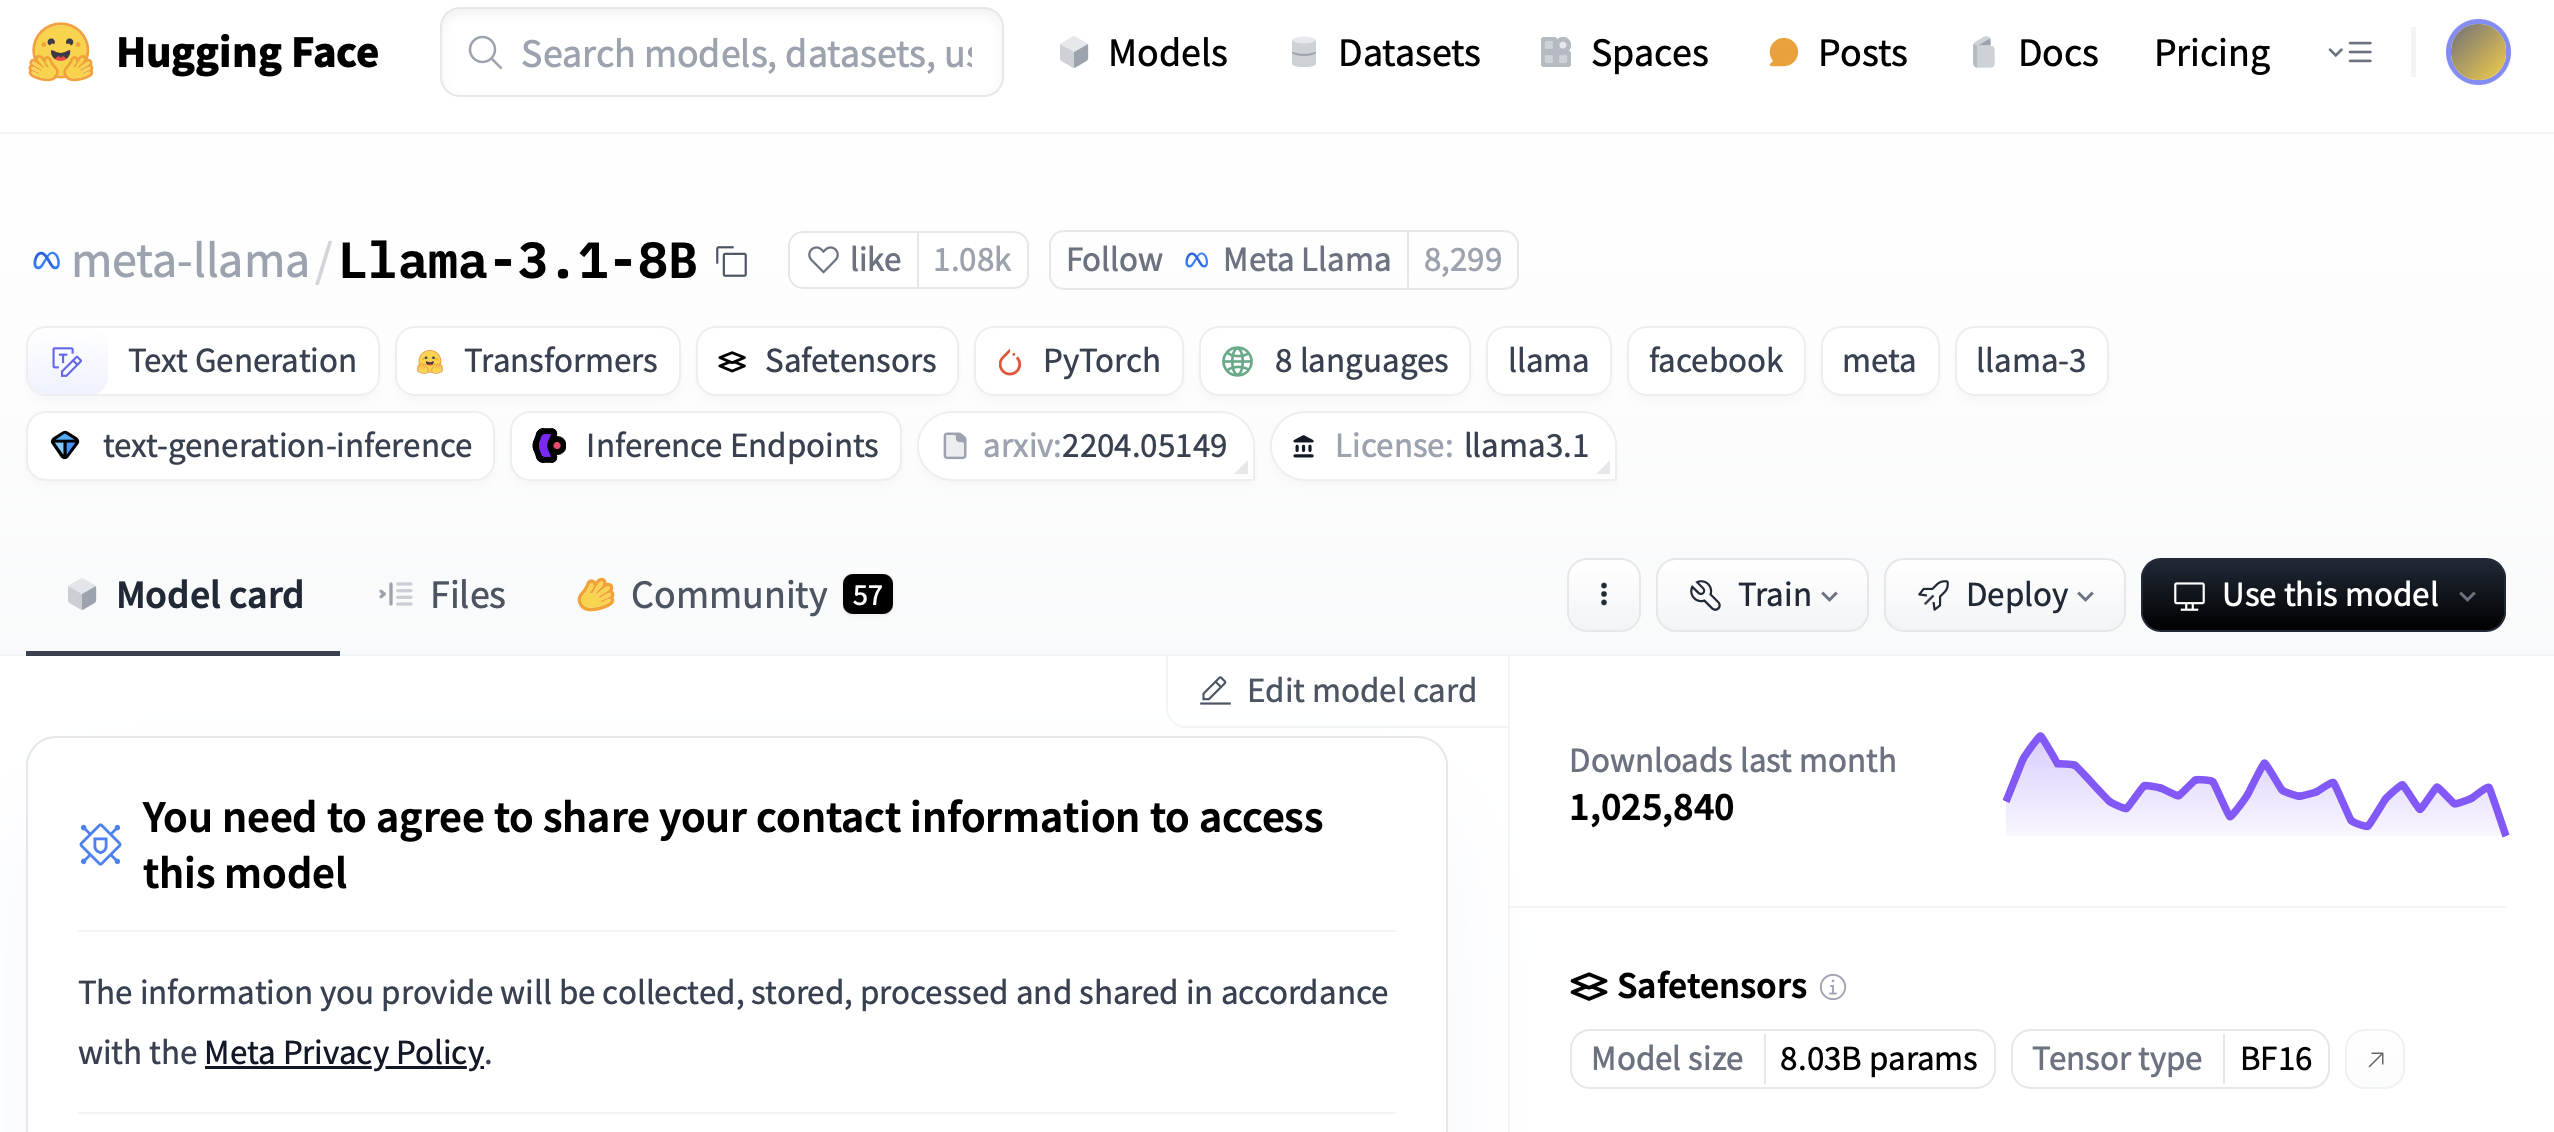 Hugging Face
Search models, datasets, us
Models
Datasets
Spaces
Posts
Docs
Pricing
meta-llama/Llama-3.1-8B
like 1.08k
Follow Meta Llama 8,299
Text Generation
Transformers
Safetensors
PyTorch
8 languages
llama
facebook
meta
llama-3
text-generation-inference
Inference Endpoints
arxiv:2204.05149
License: llama3.1
Model card
Files
Community 57
Train
Deploy
Use this model
Edit model card
You need to agree to share your contact information to access
this model
The information you provide will be collected, stored, processed and shared in accordance
with the Meta Privacy Policy.
Downloads last month
1,025,840
Safetensors
Model size 8.03B params
Tensor type BF16